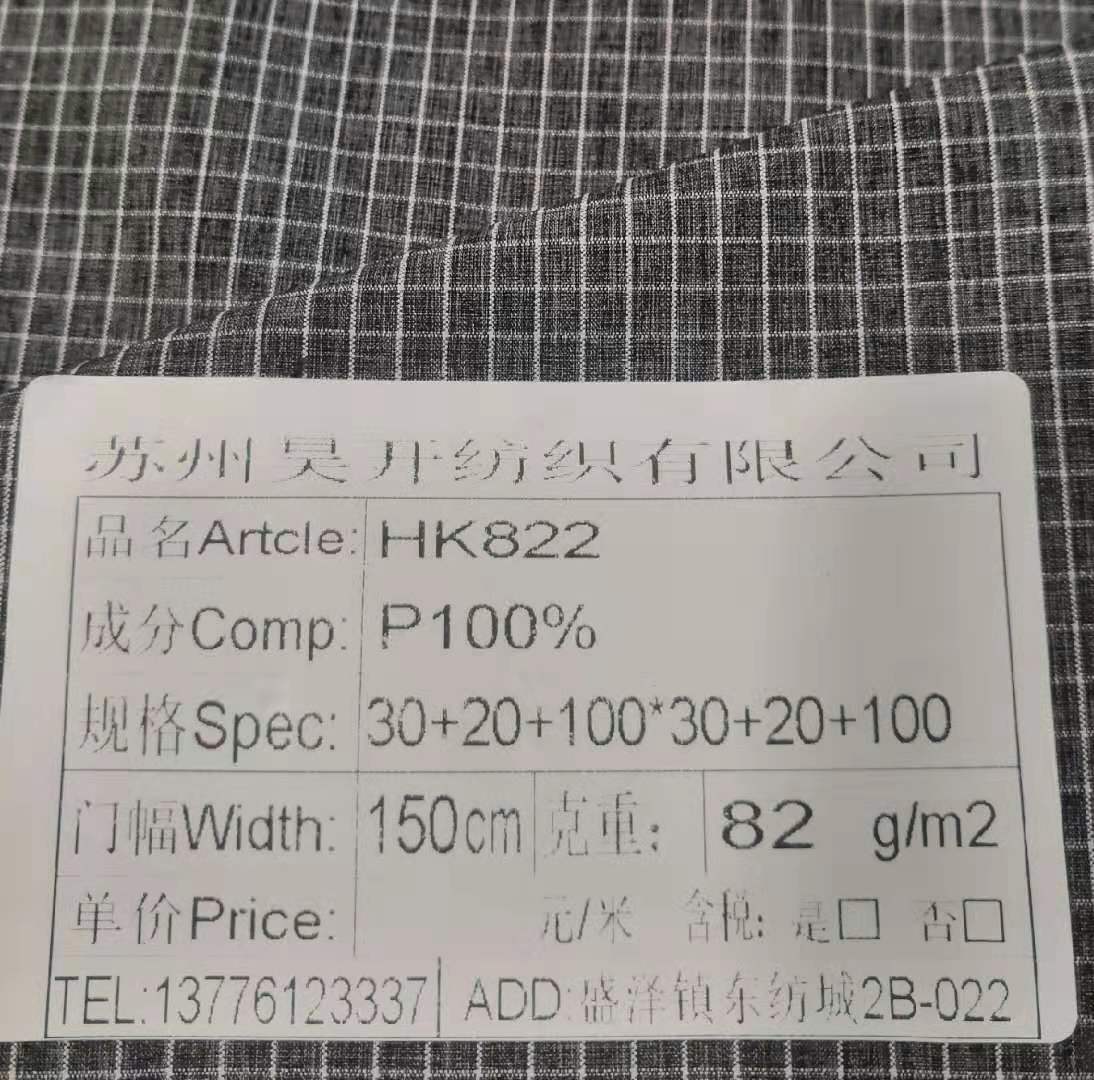 苏州昊开纺织有限公司
品名Artcle: HK822
成分Comp: P100%
规格Spec: 30+20+100*30+20+100
门幅Width: 150cm 克重: 82 g/m2
单价Price: 元/米 含税: 是□ 否□
TEL:13776123337 ADD:盛泽镇东纺城2B-022